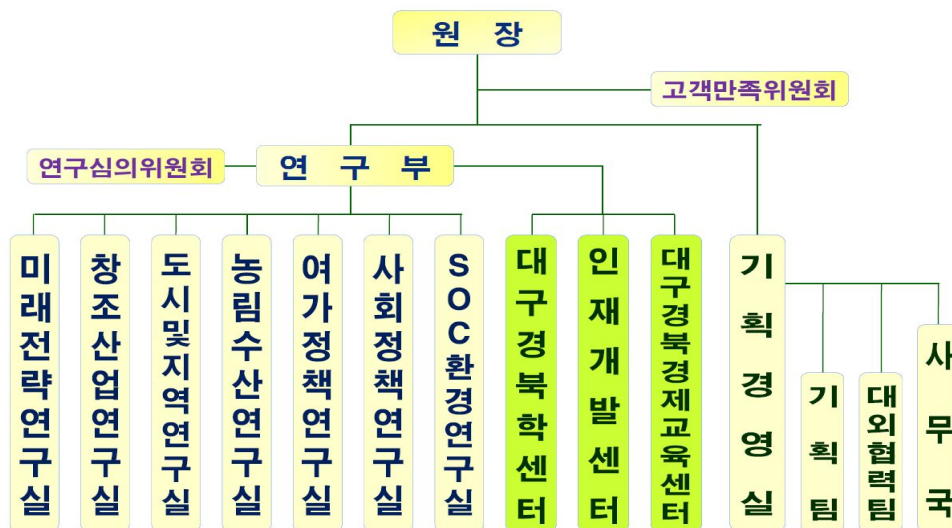 원 장
고객만족위원회
연구심의위원회
연 구 부
미래전략연구실
창조산업연구실
도시및지역연구실
농림수산연구실
여가정책연구실
사회정책연구실
SOC환경연구실
대구경북학센터
인재개발센터
대구경북경제교육센터
기획경영실
기획팀
대외협력팀
사무국